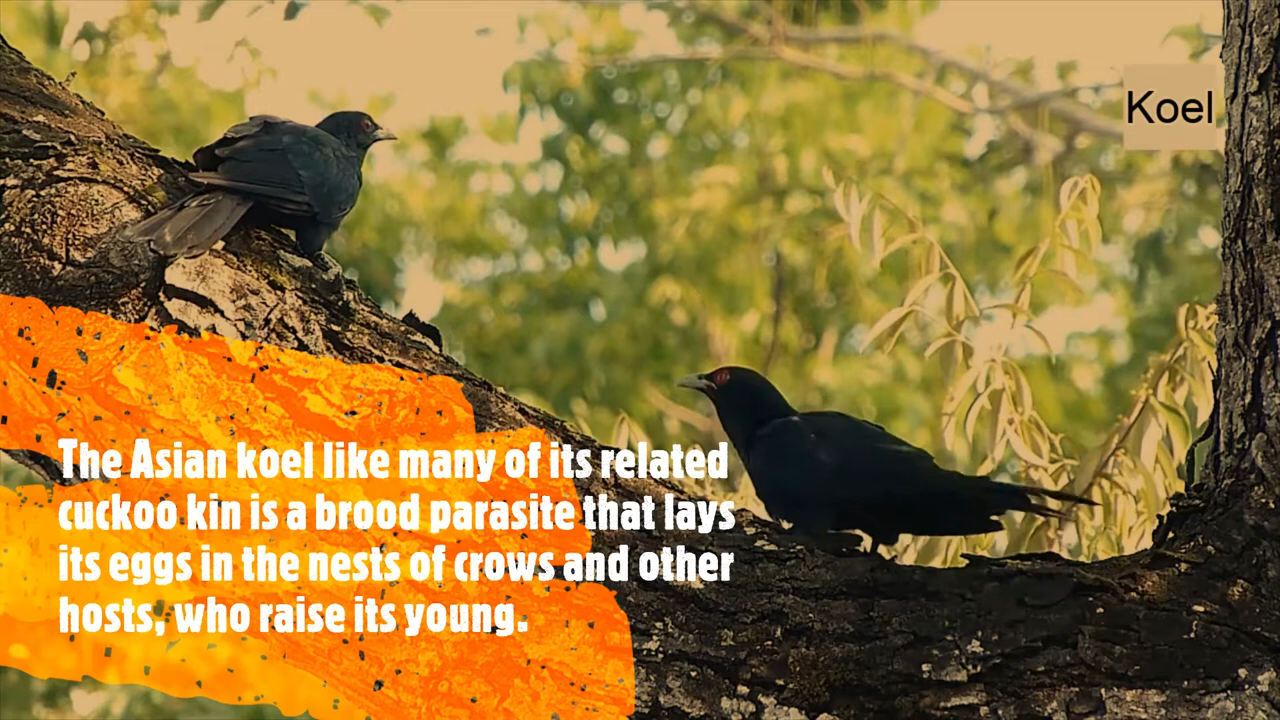 Koel
The Asian koel like many of its related
cuckoo kin is a brood parasite that lays
its eggs in the nests of crows and other
hosts, who raise its young.